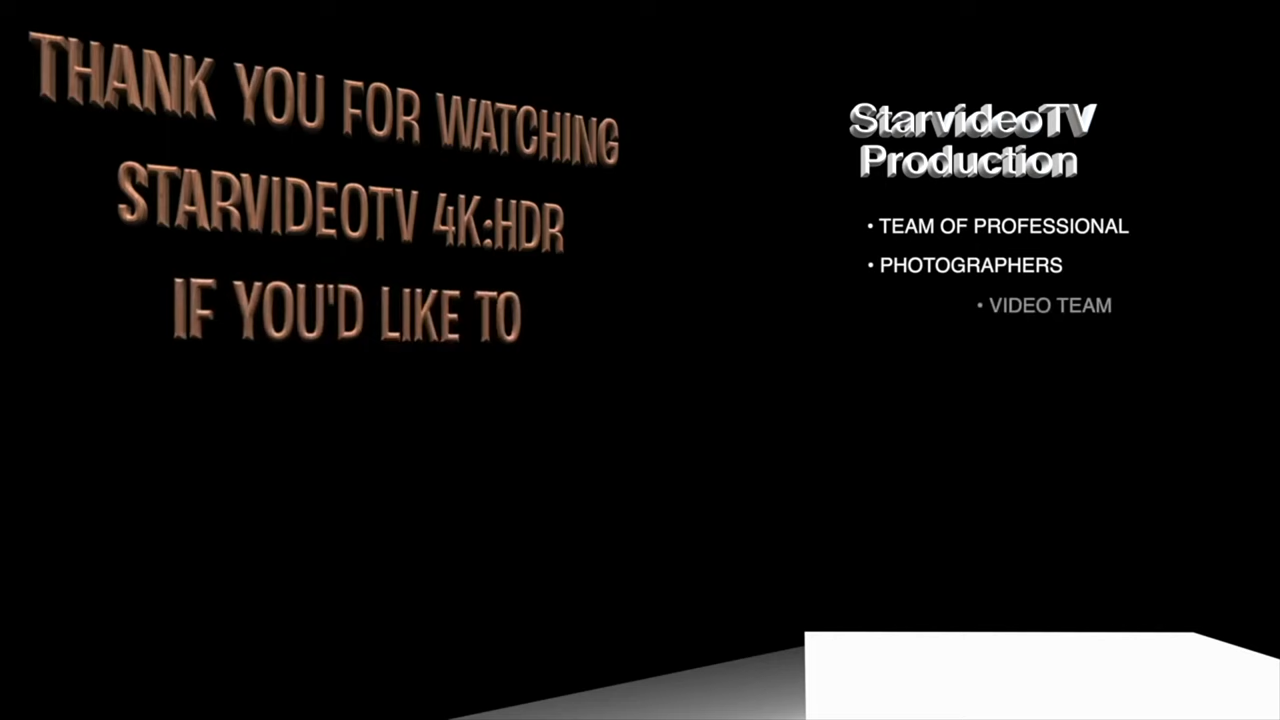 THANK YOU FOR WATCHING
STARVIDEOTV 4K:HDR
IF YOU'D LIKE TO
StarvideoTV
Production
• TEAM OF PROFESSIONAL
• PHOTOGRAPHERS
• VIDEO TEAM